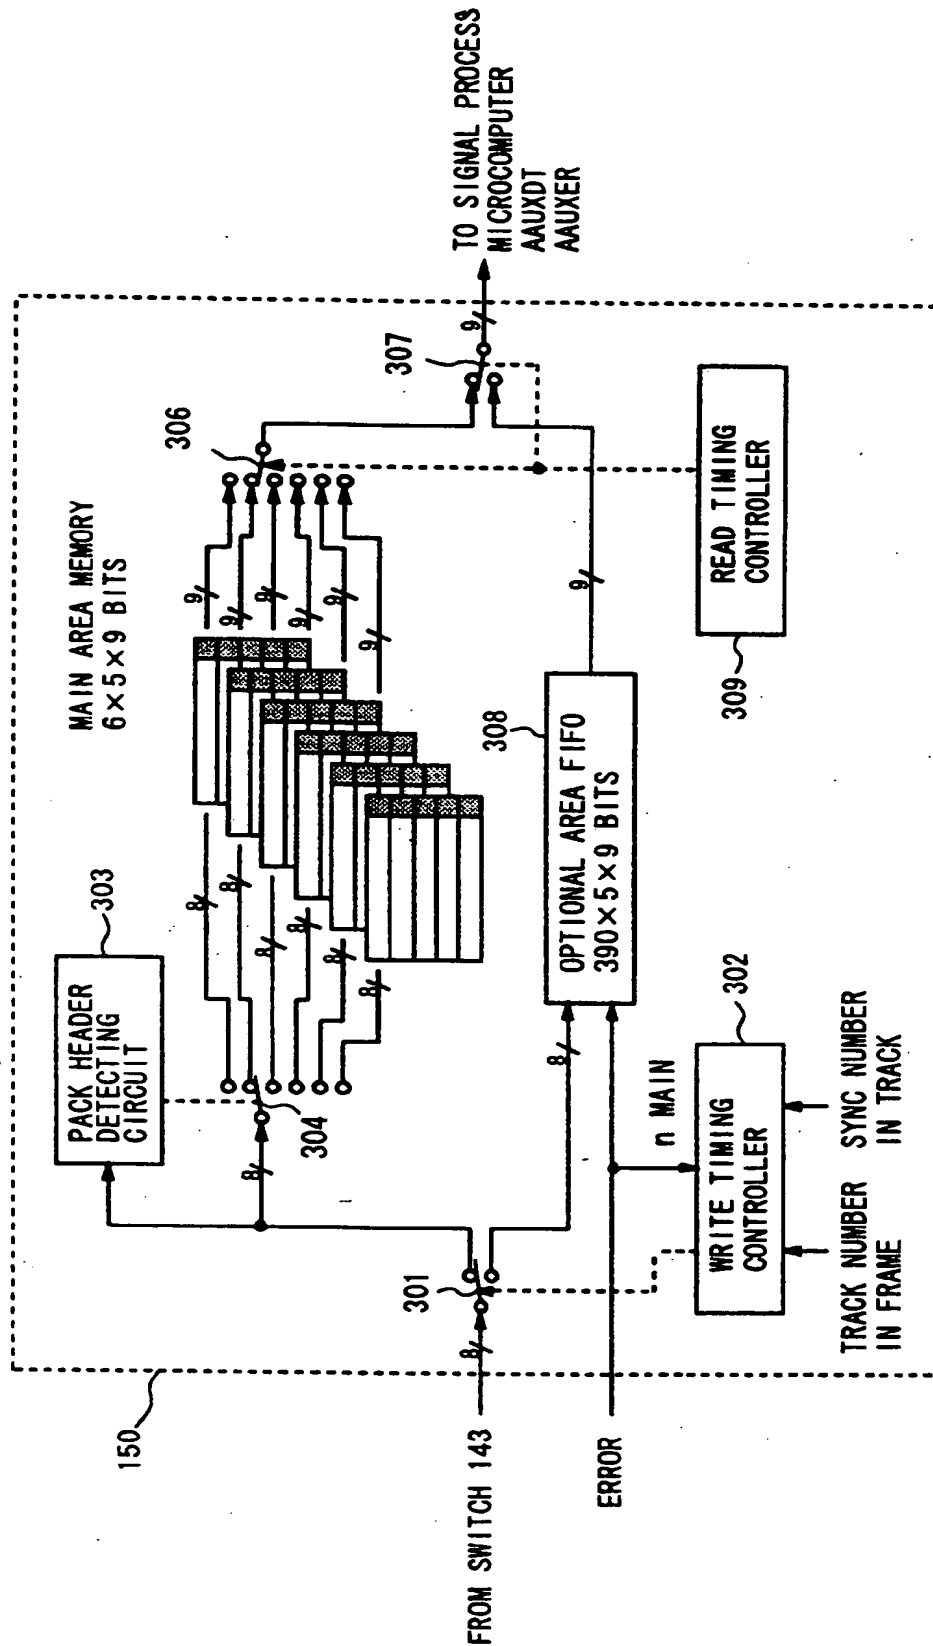 150
FROM SWITCH 143
8
ERROR
301
8
PACK HEADER
DETECTING
CIRCUIT
303
304
8
8
8
8
8
8
MAIN AREA MEMORY
6×5×9 BITS
9
9
9
9
9
9
306
307
9
TO SIGNAL PROCESS
MICROCOMPUTER
AAUXDT
AAUXER
8
OPTIONAL AREA FIFO
390×5×9 BITS
308
9
n MAIN
WRITE TIMING
CONTROLLER
302
TRACK NUMBER
IN FRAME
SYNC NUMBER
IN TRACK
READ TIMING
CONTROLLER
309